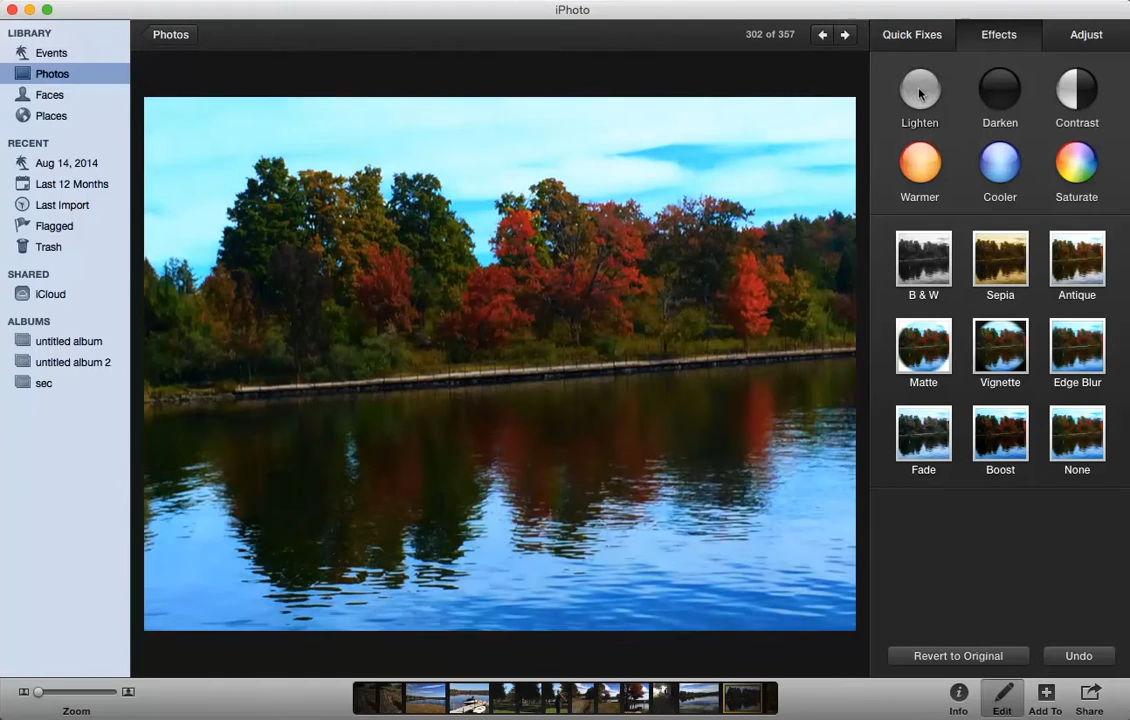 iPhoto
LIBRARY
Events
Photos
Faces
Places
RECENT
Aug 14, 2014
Last 12 Months
Last Import
Flagged
Trash
SHARED
iCloud
ALBUMS
untitled album
untitled album 2
sec
Photos
302 of 357
Quick Fixes Effects Adjust
Lighten Darken Contrast
Warmer Cooler Saturate
B & W Sepia Antique
Matte Vignette Edge Blur
Fade Boost None
Revert to Original Undo
Zoom
Info Edit Add To Share